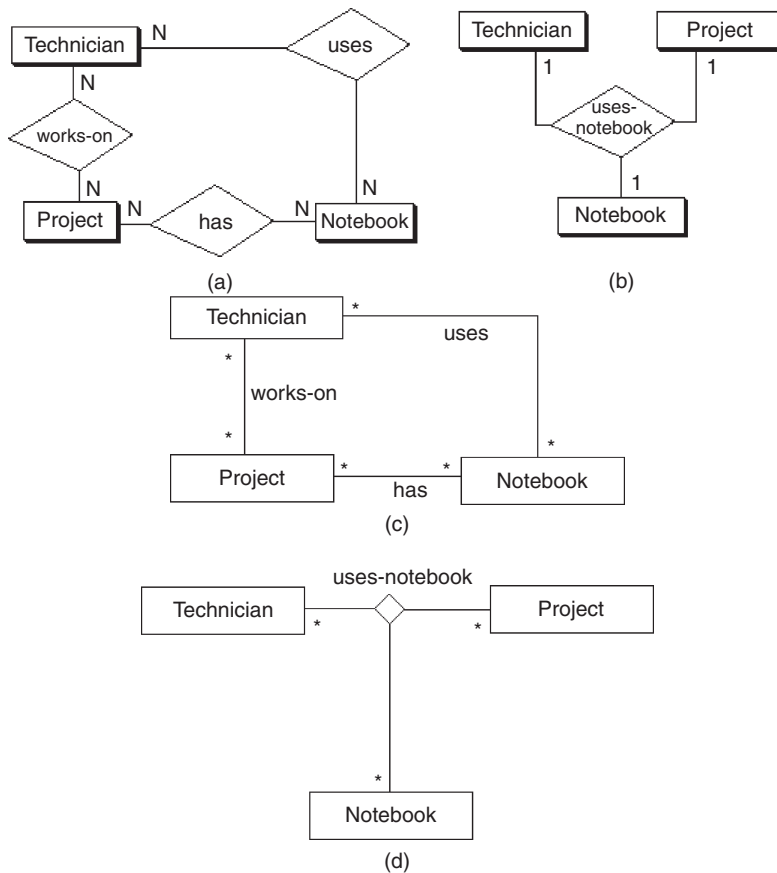 Technician N uses
N
works-on
N N
Project N has N Notebook
(a)
Technician Project
1 1
uses-
notebook
1
Notebook
(b)
Technician *
uses
*
works-on
* *
Project * * Notebook
has
(c)
uses-notebook
Technician Project
* *
*
Notebook
(d)